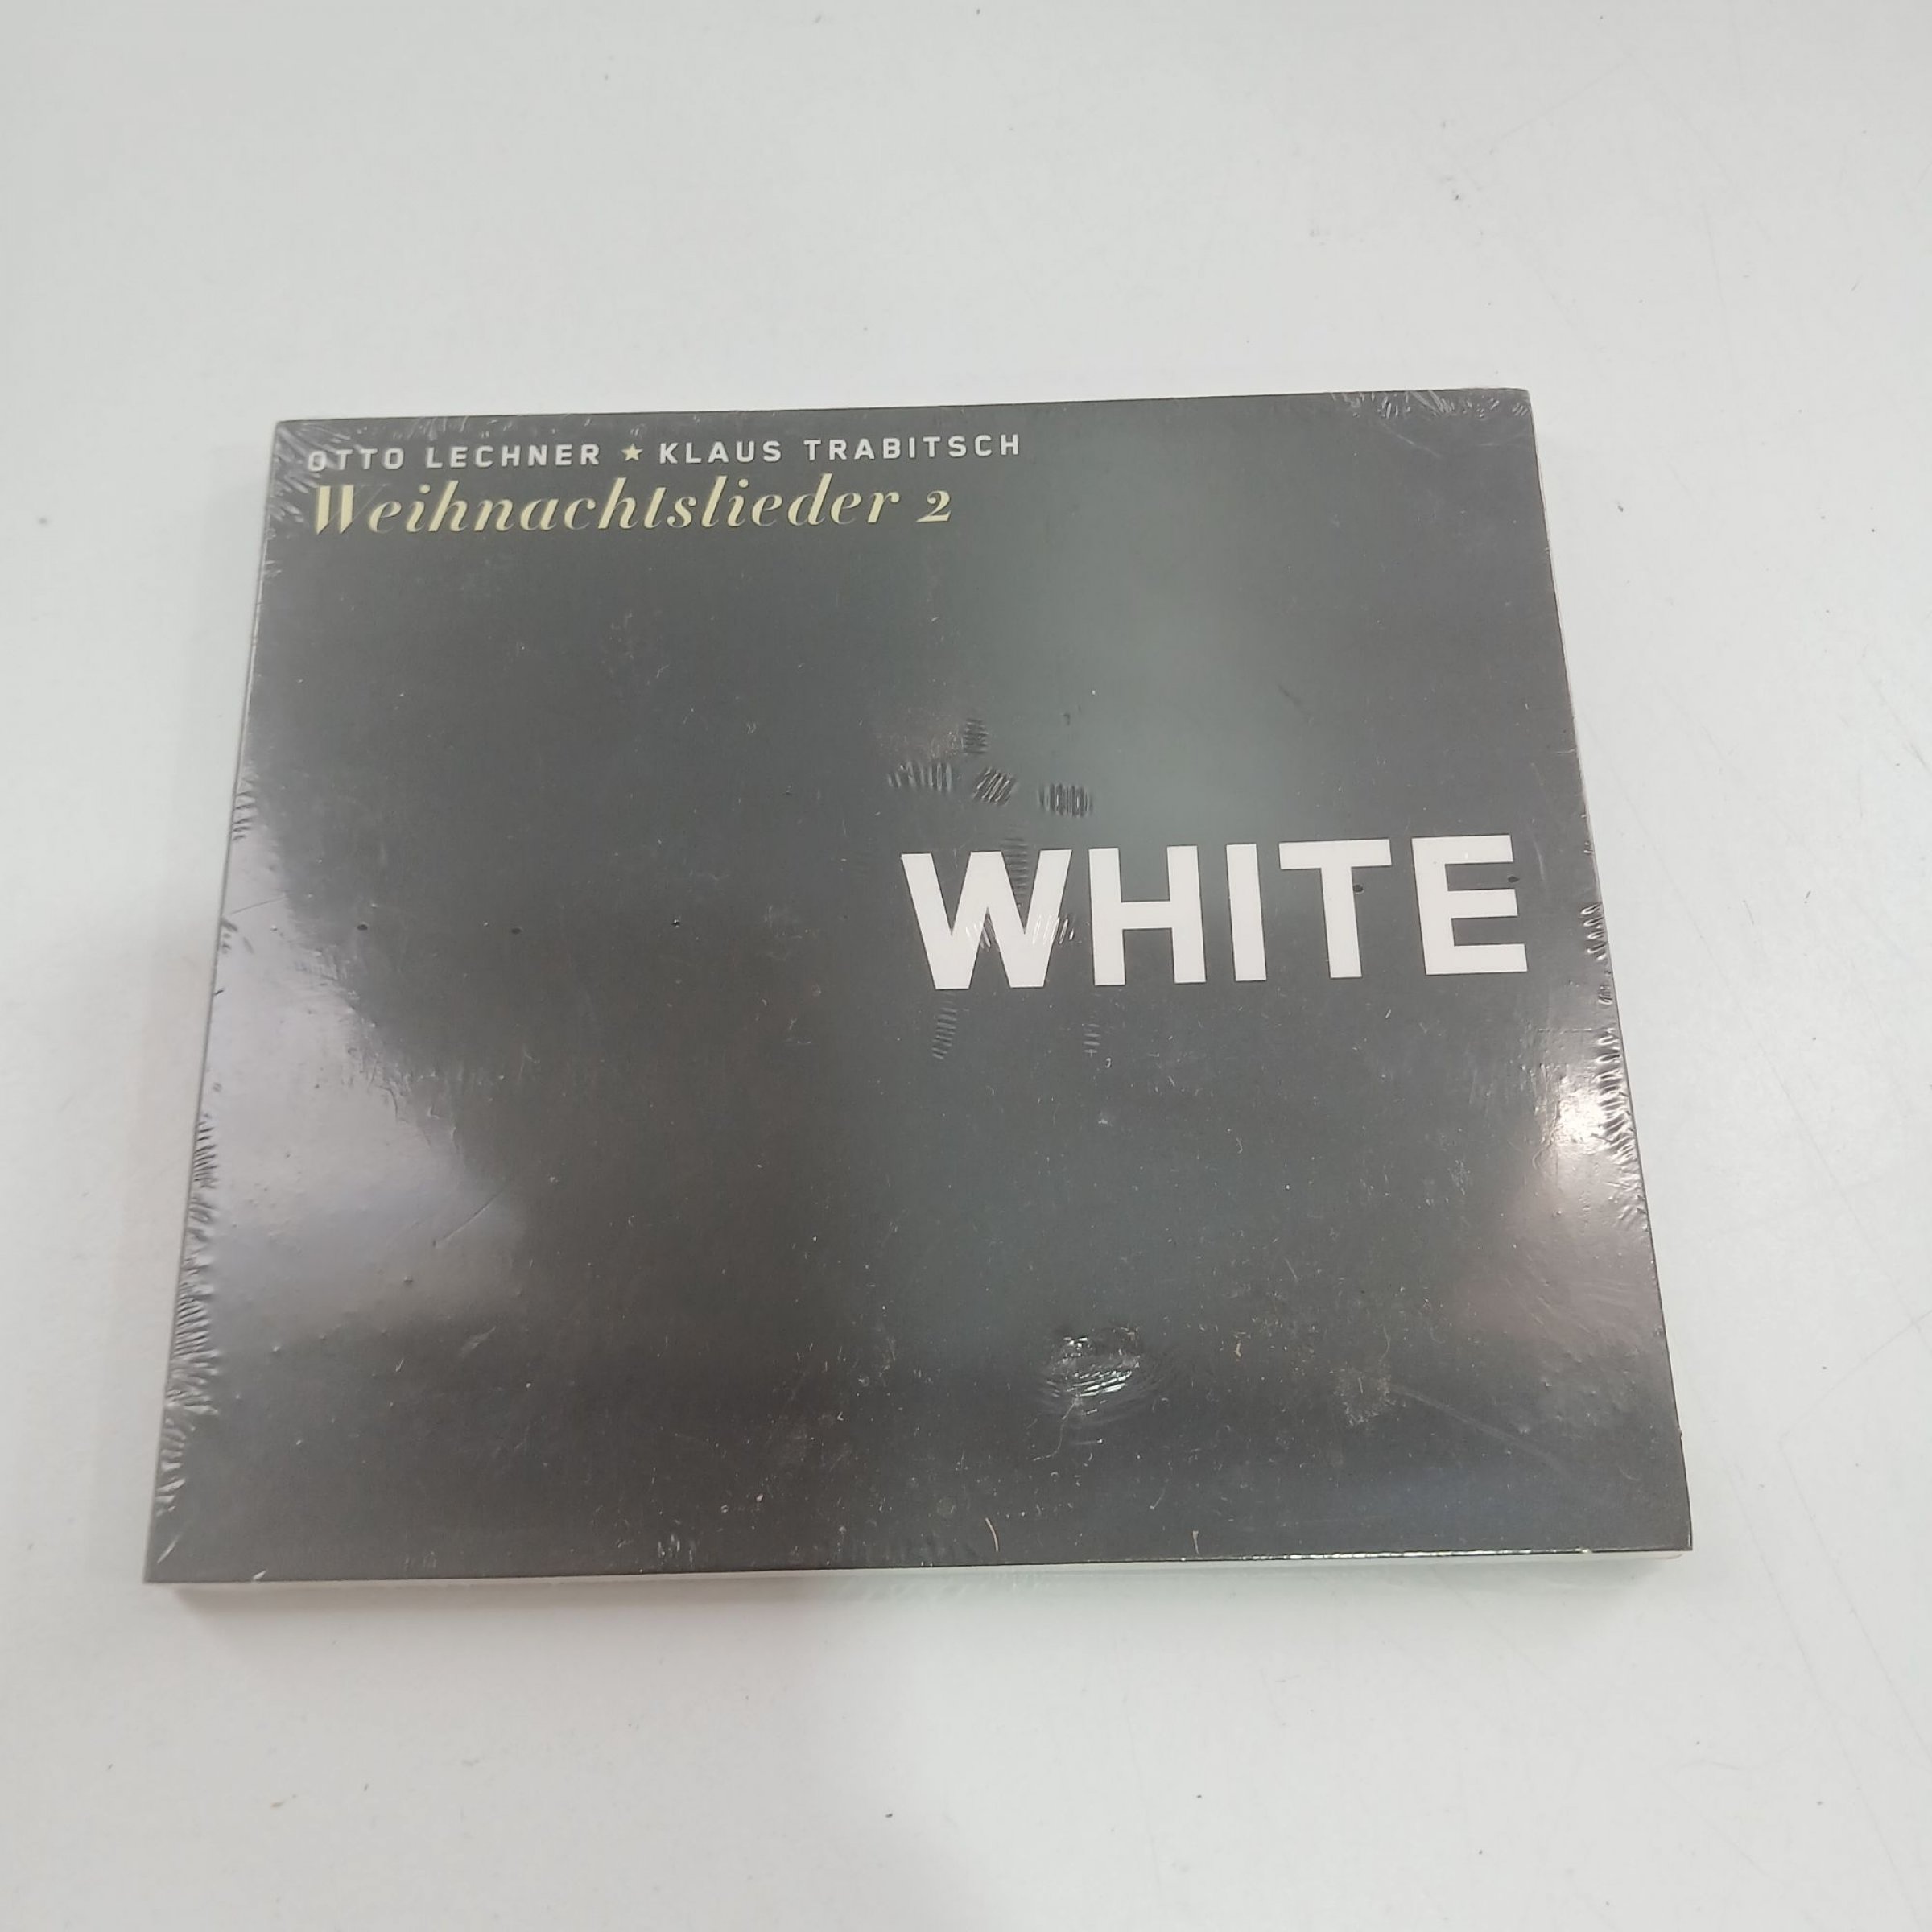 OTTO LECHNER ★ KLAUS TRABITSCH
Weihnachtslieder 2
WHITE